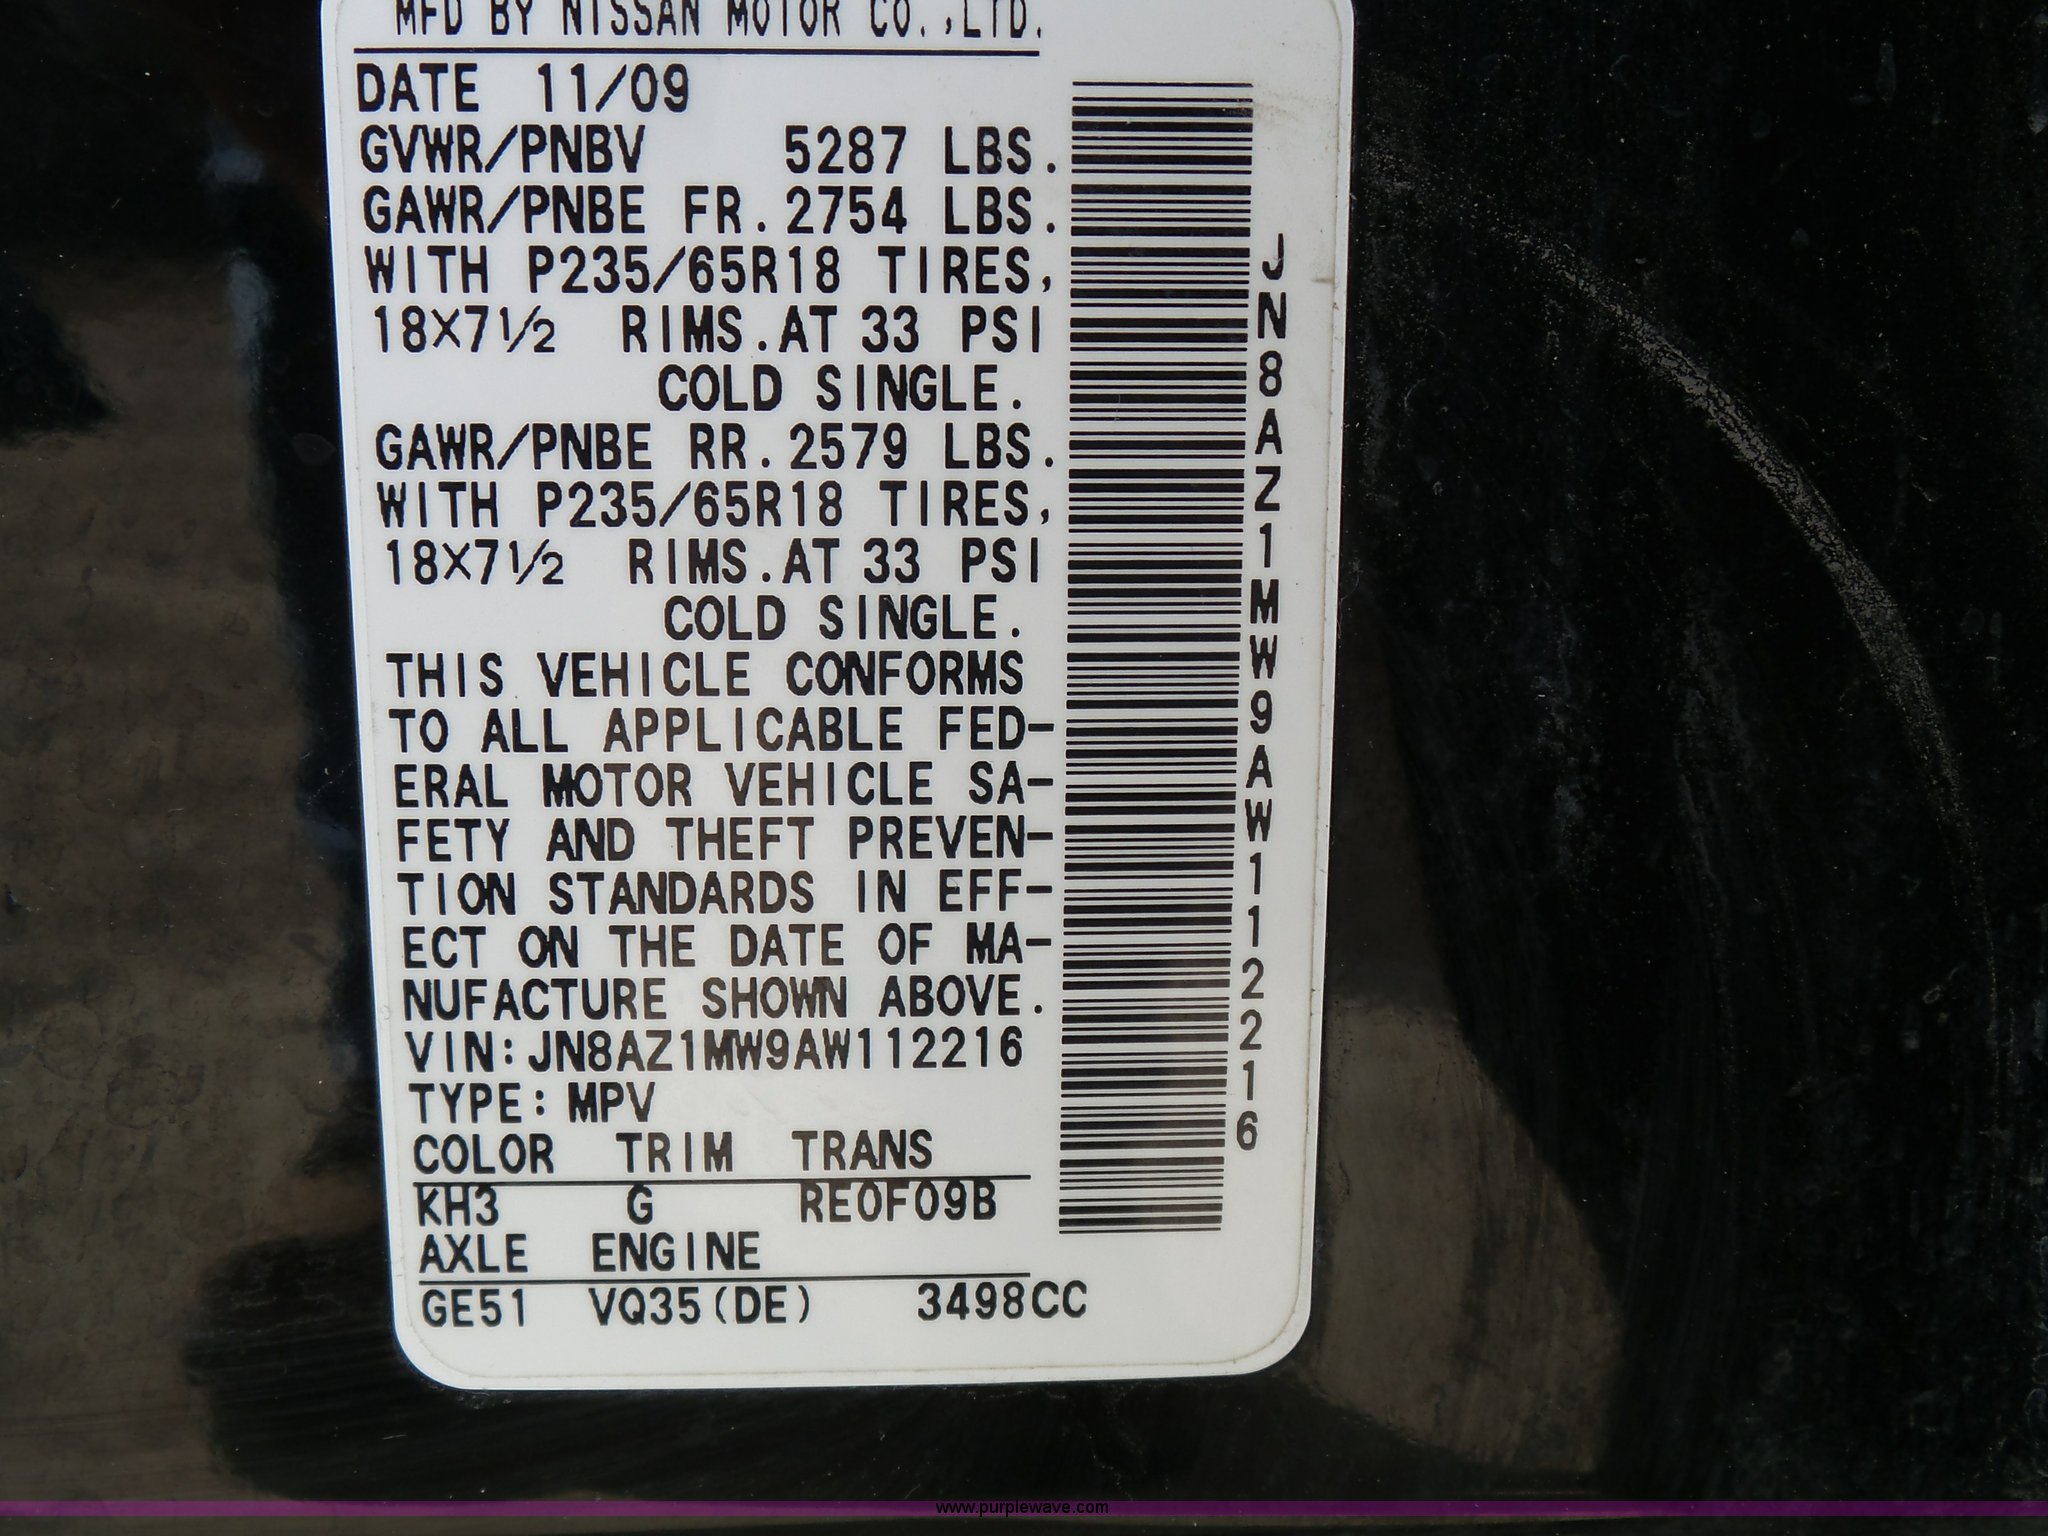 MFD BY NISSAN MOTOR CO.,LTD.
DATE 11/09
GVWR/PNBV 5287 LBS.
GAWR/PNBE FR.2754 LBS.
WITH P235/65R18 TIRES,
18×7½ RIMS.AT 33 PSI
COLD SINGLE.
GAWR/PNBE RR.2579 LBS.
WITH P235/65R18 TIRES,
18×7½ RIMS.AT 33 PSI
COLD SINGLE.
THIS VEHICLE CONFORMS
TO ALL APPLICABLE FED-
ERAL MOTOR VEHICLE SA-
FETY AND THEFT PREVEN-
TION STANDARDS IN EFF-
ECT ON THE DATE OF MA-
NUFACTURE SHOWN ABOVE.
VIN:JN8AZ1MW9AW112216
TYPE:MPV
COLOR TRIM TRANS
KH3 G RE0F09B
AXLE ENGINE
GE51 VQ35(DE) 3498CC
JN8AZ1MW9AW112216
www.purplewave.com